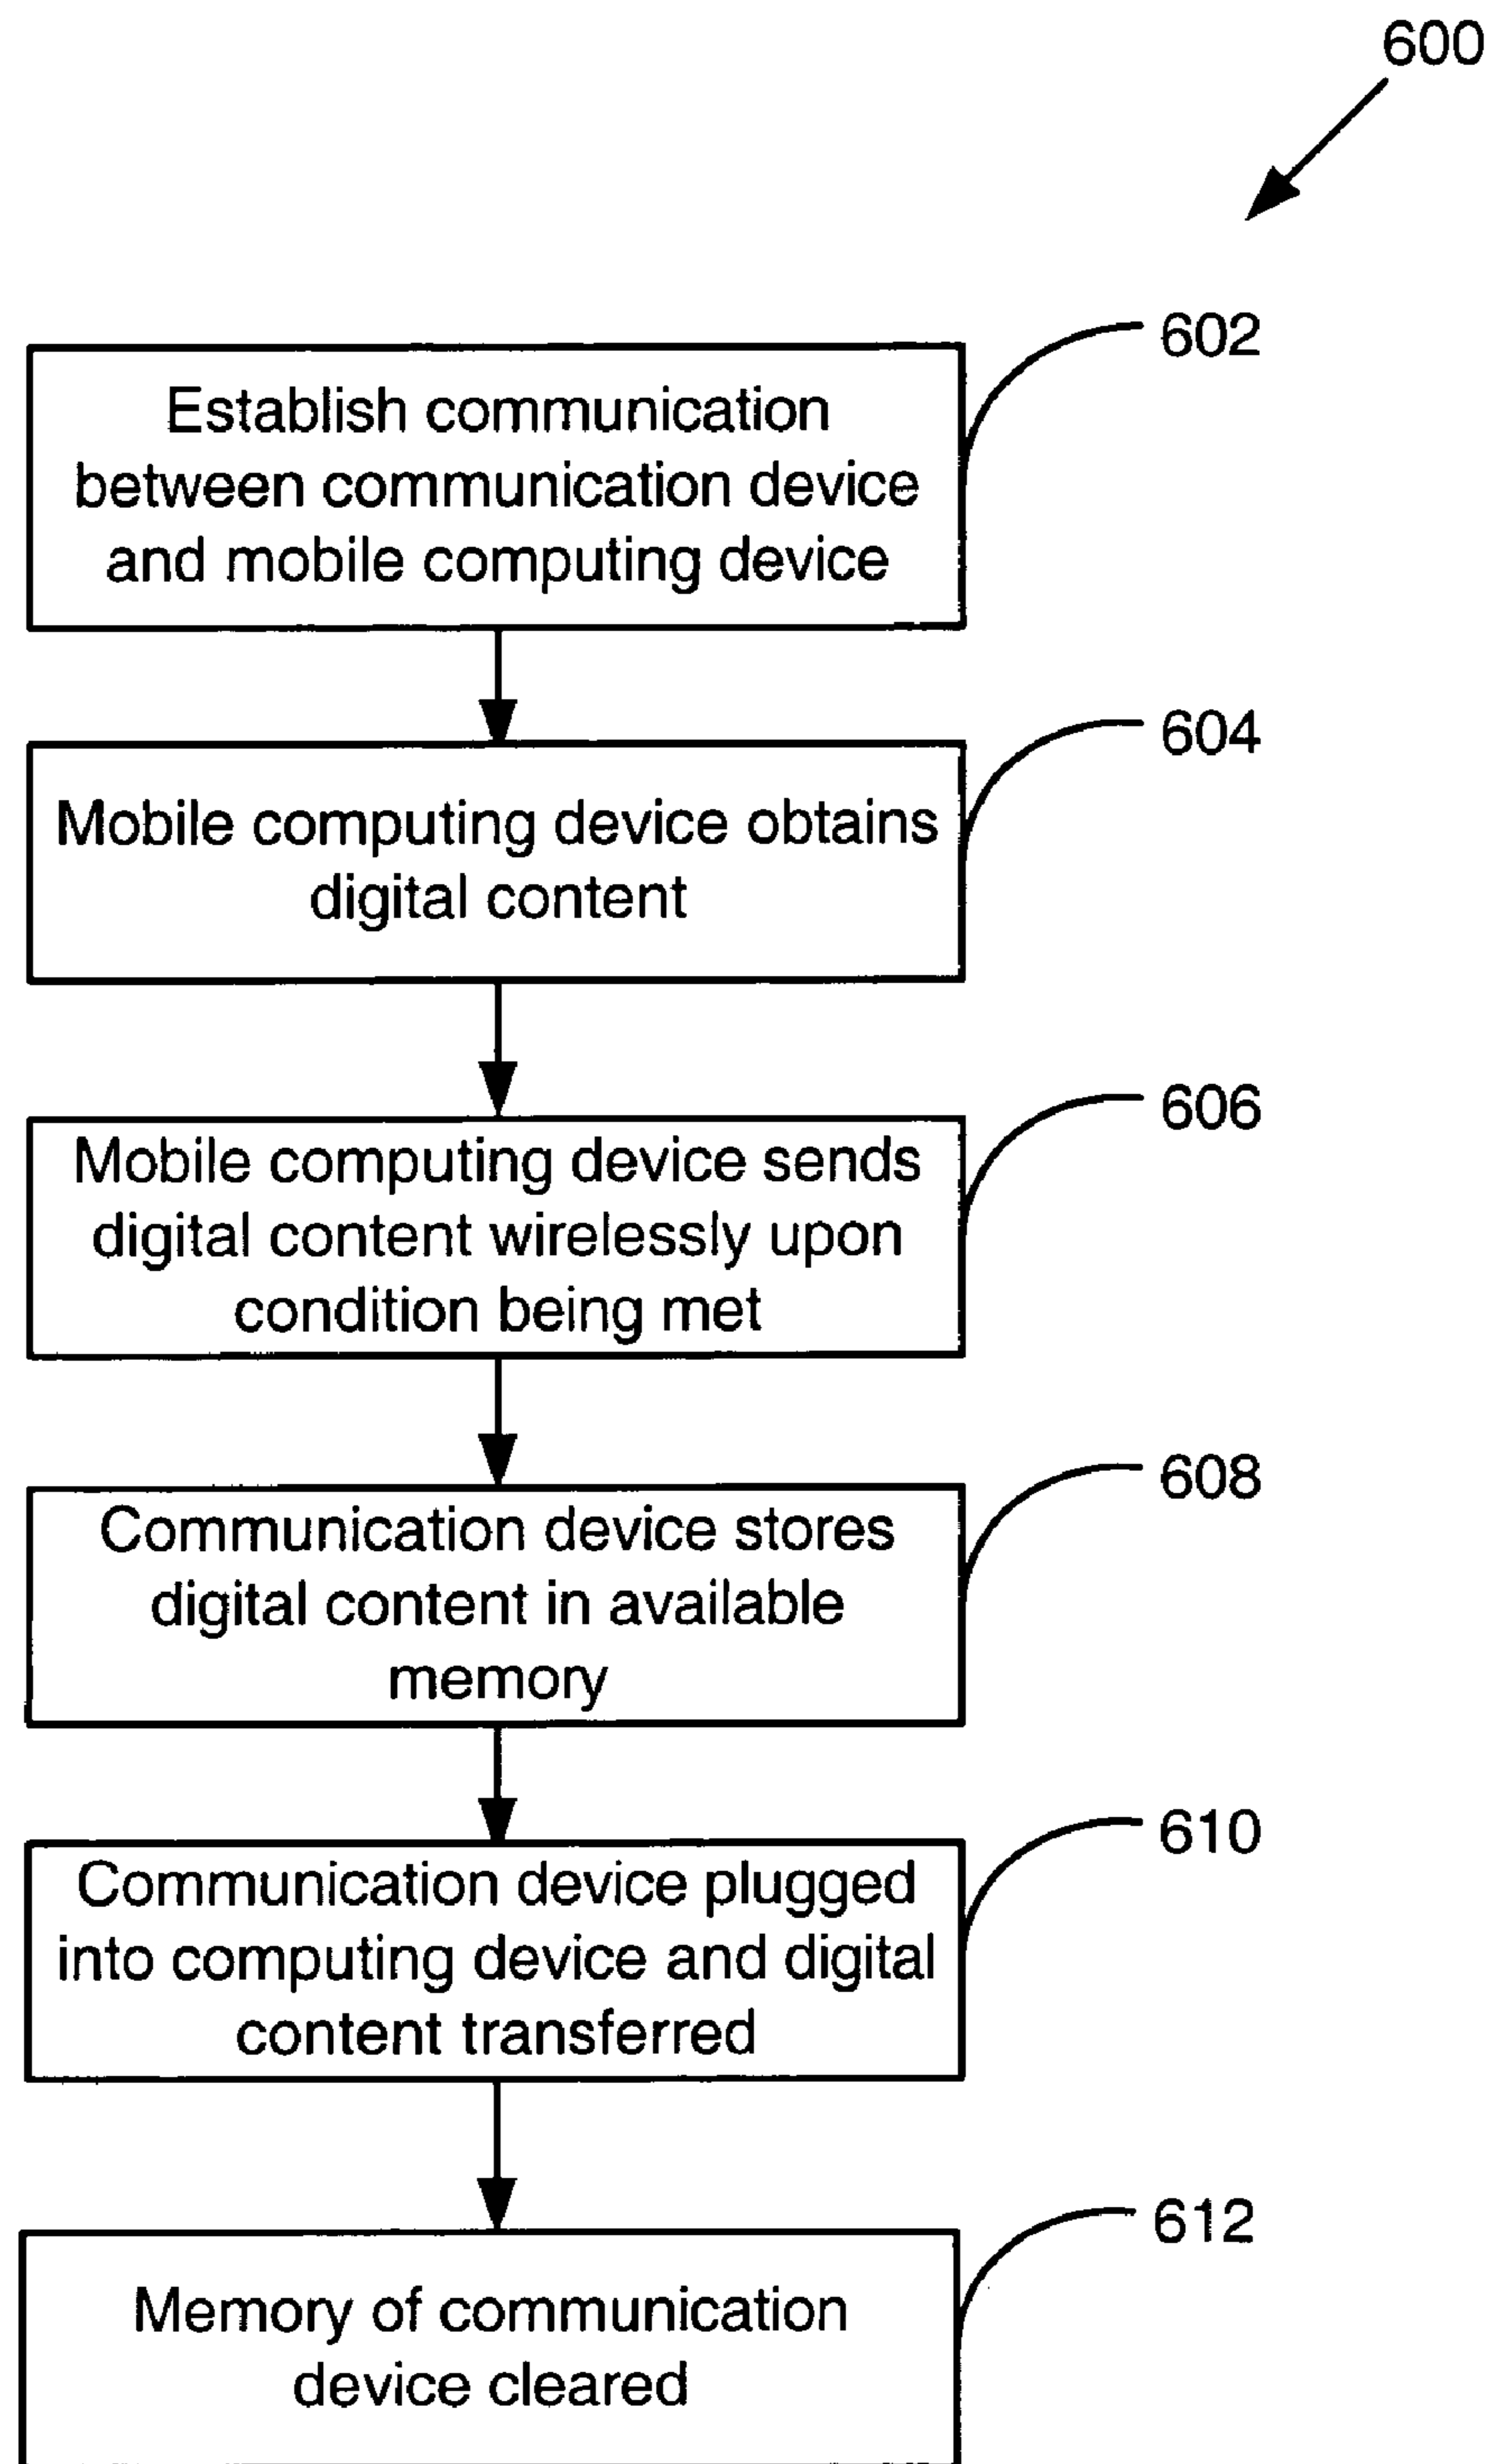 600
602
Establish communication
between communication device
and mobile computing device
604
Mobile computing device obtains
digital content
606
Mobile computing device sends
digital content wirelessly upon
condition being met
608
Communication device stores
digital content in available
memory
610
Communication device plugged
into computing device and digital
content transferred
612
Memory of communication
device cleared